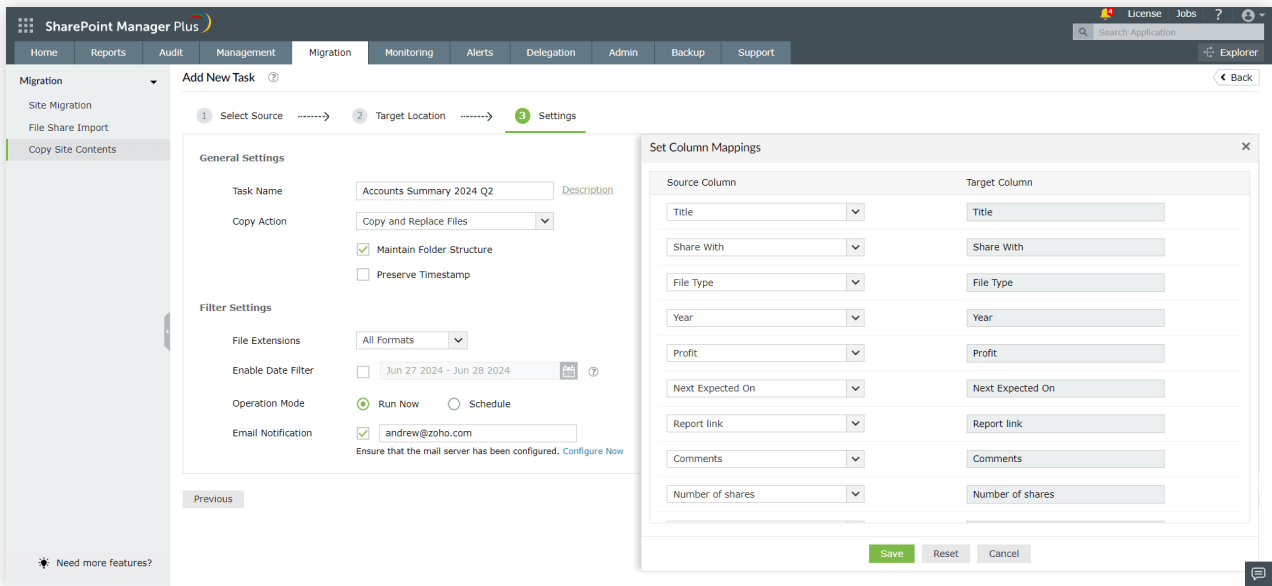 4
License Jobs ?
SharePoint Manager Plus
Search Application
Home Reports Audit Management Migration Monitoring Alerts Delegation Admin Backup Support
Explorer
Migration
Site Migration
File Share Import
Copy Site Contents
Need more features?
Add New Task ?
Back
1 Select Source
2 Target Location
3 Settings
General Settings
Task Name Accounts Summary 2024 Q2 Description
Copy Action Copy and Replace Files
Maintain Folder Structure
Preserve Timestamp
Filter Settings
File Extensions All Formats
Enable Date Filter Jun 27 2024 - Jun 28 2024 ?
Operation Mode Run Now Schedule
Email Notification andrew@zoho.com
Ensure that the mail server has been configured. Configure Now
Previous
Set Column Mappings
Source Column Target Column
Title Title
Share With Share With
File Type File Type
Year Year
Profit Profit
Next Expected On Next Expected On
Report link Report link
Comments Comments
Number of shares Number of shares
Save Reset Cancel